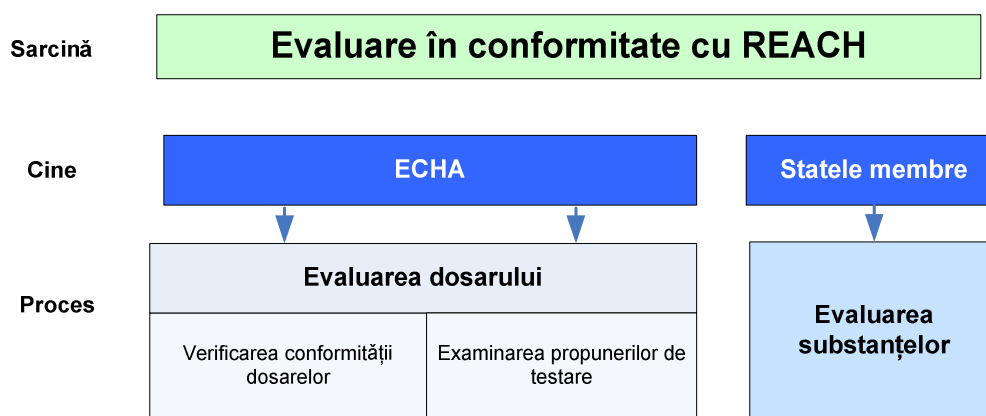 Sarcină
Evaluare în conformitate cu REACH
Cine
ECHA
Statele membre
Proces
Evaluarea dosarului
Verificarea conformității
dosarelor
Examinarea propunerilor de
testare
Evaluarea
substanțelor